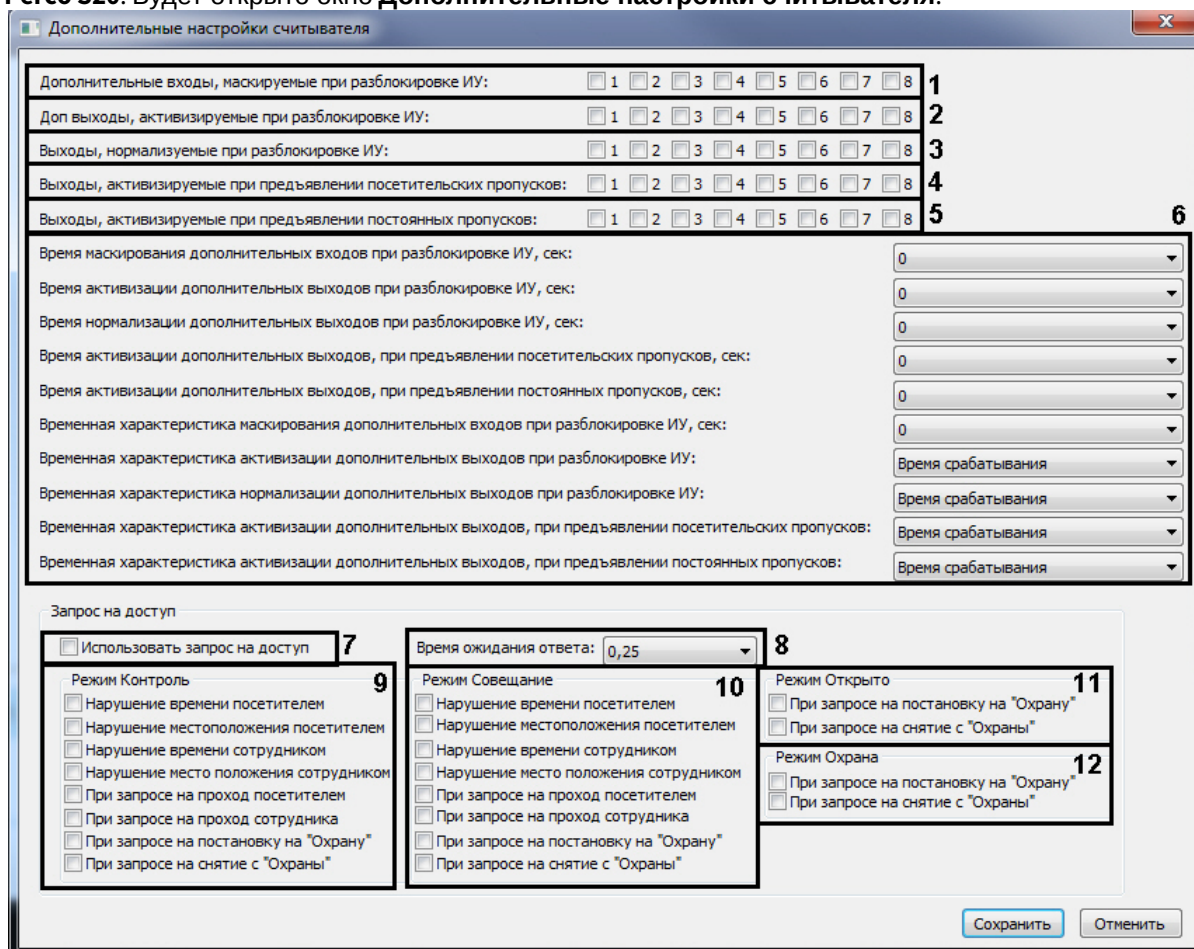 Perco S20. Будет открыто окно Дополнительные настройки считывателя.
Дополнительные настройки считывателя
Дополнительные входы, маскируемые при разблокировке ИУ: 1 2 3 4 5 6 7 8 1
Доп выходы, активизируемые при разблокировке ИУ: 1 2 3 4 5 6 7 8 2
Выходы, нормализуемые при разблокировке ИУ: 1 2 3 4 5 6 7 8 3
Выходы, активизируемые при предъявлении посетительских пропусков: 1 2 3 4 5 6 7 8 4
Выходы, активизируемые при предъявлении постоянных пропусков: 1 2 3 4 5 6 7 8 5
6
Время маскирования дополнительных входов при разблокировке ИУ, сек: 0
Время активизации дополнительных выходов при разблокировке ИУ, сек: 0
Время нормализации дополнительных выходов при разблокировке ИУ, сек: 0
Время активизации дополнительных выходов, при предъявлении посетительских пропусков, сек: 0
Время активизации дополнительных выходов, при предъявлении постоянных пропусков, сек: 0
Временная характеристика маскирования дополнительных входов при разблокировке ИУ, сек: 0
Временная характеристика активизации дополнительных выходов при разблокировке ИУ: Время срабатывания
Временная характеристика нормализации дополнительных выходов при разблокировке ИУ: Время срабатывания
Временная характеристика активизации дополнительных выходов, при предъявлении посетительских пропусков: Время срабатывания
Временная характеристика активизации дополнительных выходов, при предъявлении постоянных пропусков: Время срабатывания
Запрос на доступ
Использовать запрос на доступ 7
Время ожидания ответа: 0,25 8
Режим Контроль 9
Нарушение времени посетителем
Нарушение местоположения посетителем
Нарушение времени сотрудником
Нарушение место положения сотрудником
При запросе на проход посетителем
При запросе на проход сотрудника
При запросе на постановку на "Охрану"
При запросе на снятие с "Охраны"
Режим Совещание 10
Нарушение времени посетителем
Нарушение местоположения посетителем
Нарушение времени сотрудником
Нарушение место положения сотрудником
При запросе на проход посетителем
При запросе на проход сотрудника
При запросе на постановку на "Охрану"
При запросе на снятие с "Охраны"
Режим Открыто 11
При запросе на постановку на "Охрану"
При запросе на снятие с "Охраны"
Режим Охрана 12
При запросе на постановку на "Охрану"
При запросе на снятие с "Охраны"
Сохранить Отменить